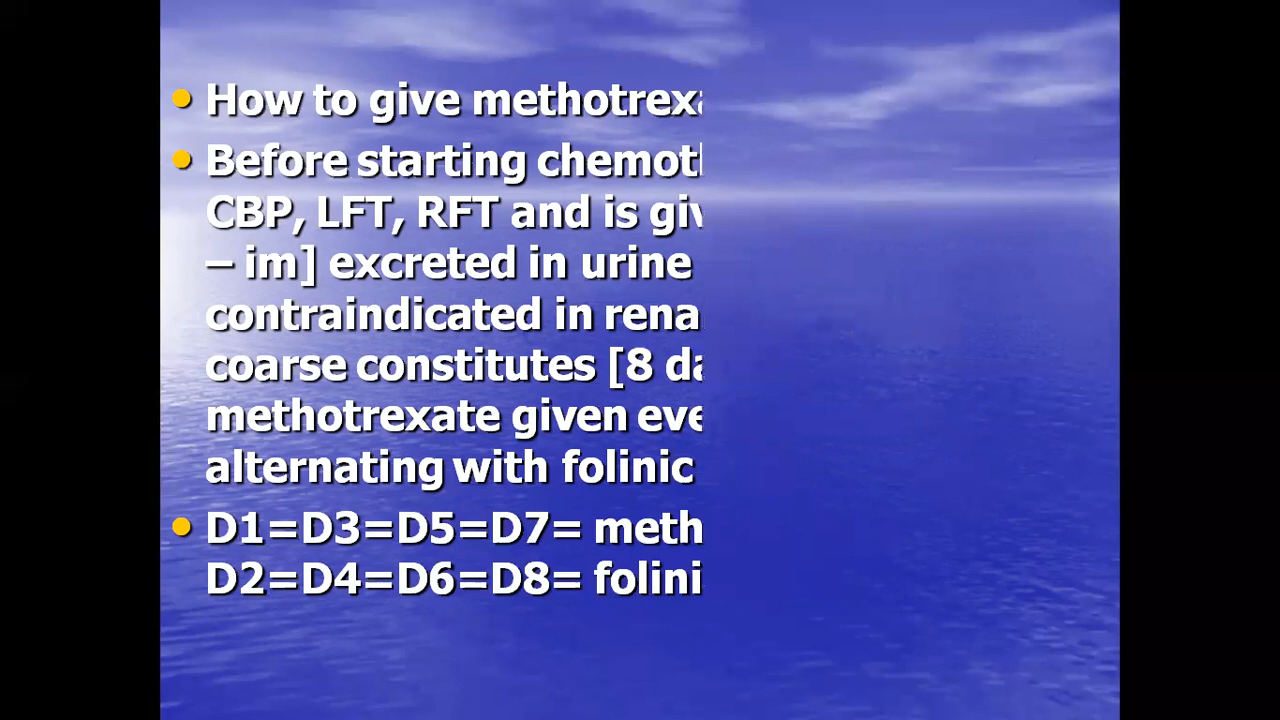 How to give methotrex
Before starting chemot
CBP, LFT, RFT and is giv
– im] excreted in urine
contraindicated in rena
coarse constitutes [8 da
methotrexate given eve
alternating with folinic
D1=D3=D5=D7= meth
D2=D4=D6=D8= folini